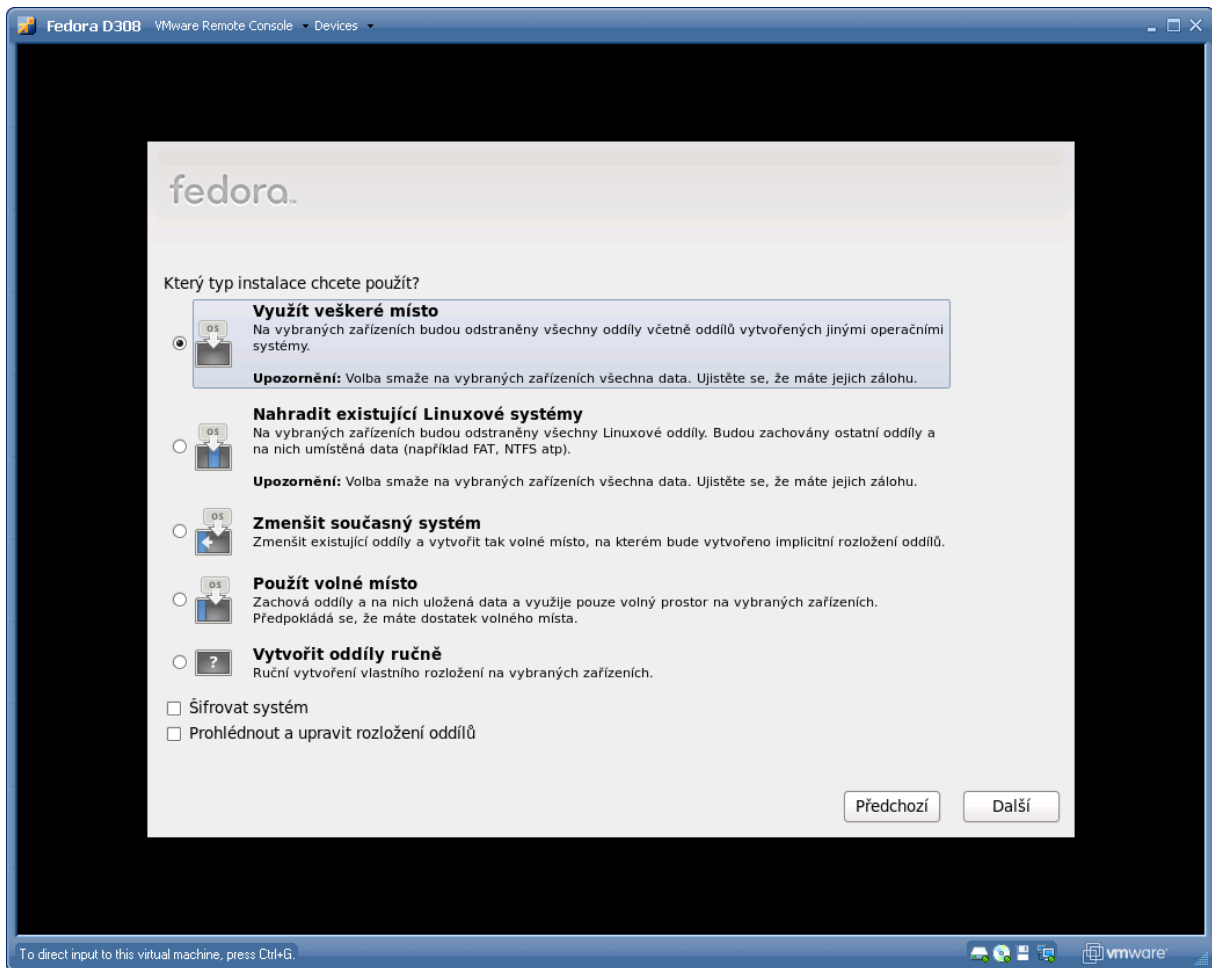 Fedora D308 VMware Remote Console Devices
fedora™
Který typ instalace chcete použít?
Využít veškeré místo
Na vybraných zařízeních budou odstraněny všechny oddíly včetně oddílů vytvořených jinými operačními
systémy.
Upozornění: Volba smaže na vybraných zařízeních všechna data. Ujistěte se, že máte jejich zálohu.
OS
Nahradit existující Linuxové systémy
Na vybraných zařízeních budou odstraněny všechny Linuxové oddíly. Budou zachovány ostatní oddíly a
na nich umístěná data (například FAT, NTFS atp).
Upozornění: Volba smaže na vybraných zařízeních všechna data. Ujistěte se, že máte jejich zálohu.
OS
Zmenšit současný systém
Zmenšit existující oddíly a vytvořit tak volné místo, na kterém bude vytvořeno implicitní rozložení oddílů.
OS
Použít volné místo
Zachová oddíly a na nich uložená data a využije pouze volný prostor na vybraných zařízeních.
Předpokládá se, že máte dostatek volného místa.
OS
Vytvořit oddíly ručně
Ruční vytvoření vlastního rozložení na vybraných zařízeních.
?
Šifrovat systém
Prohlédnout a upravit rozložení oddílů
Předchozí Další
To direct input to this virtual machine, press Ctrl+G.
vmware